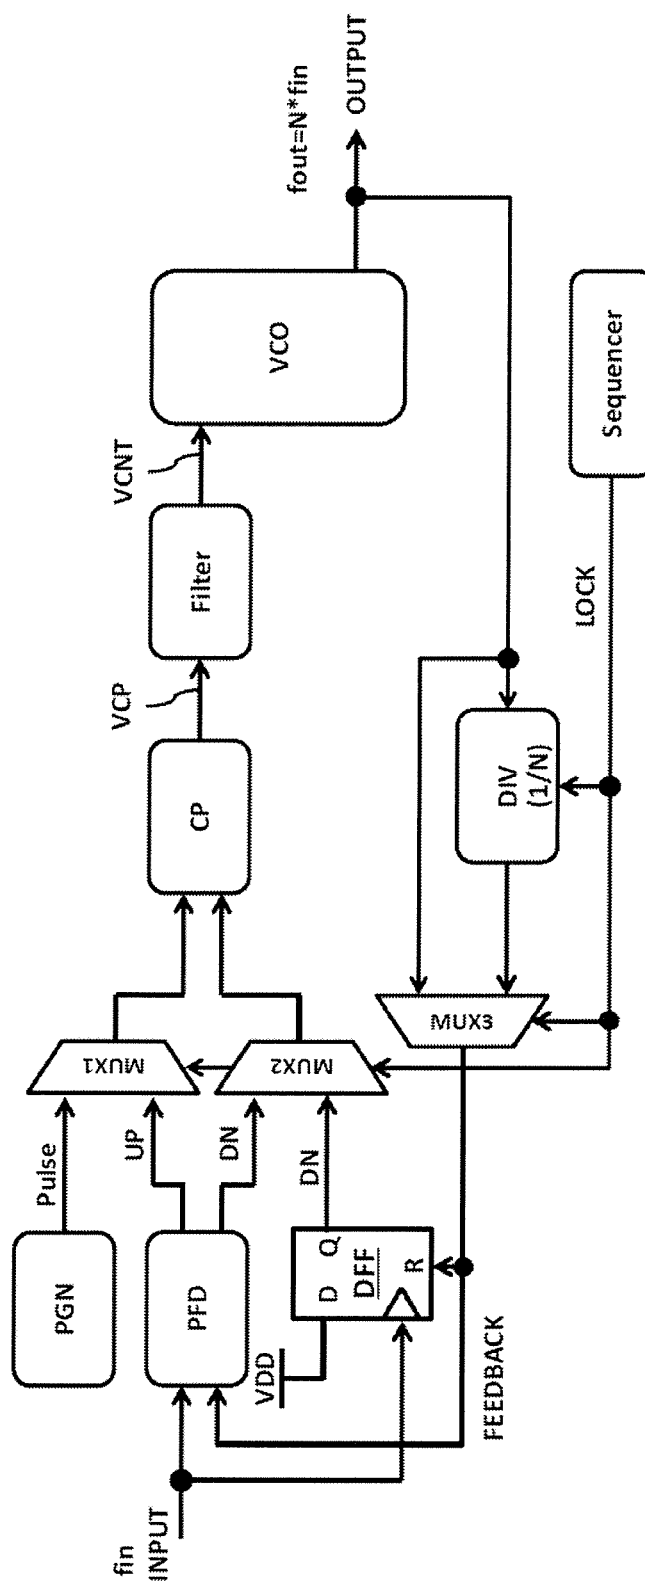 fin
INPUT
PGN
Pulse
PFD
UP
DN
VDD
D Q
DFF
R
DN
MUX1
MUX2
CP
VCP
Filter
VCNT
VCO
fout=N*fin
OUTPUT
FEEDBACK
MUX3
DIV
(1/N)
LOCK
Sequencer